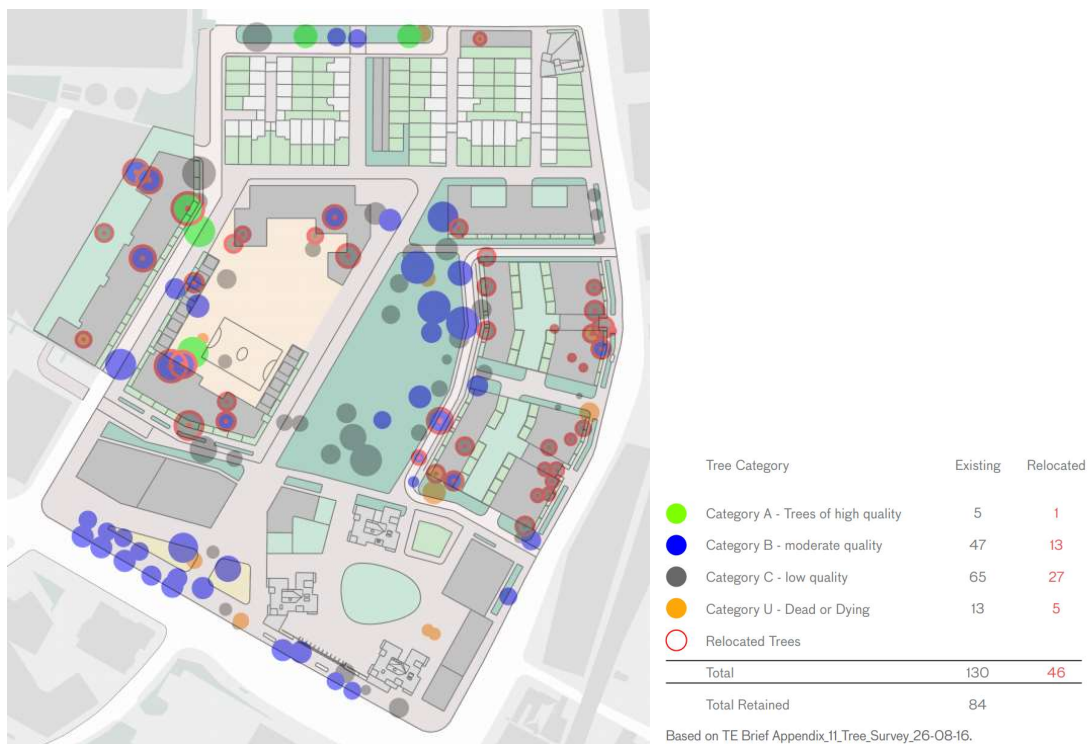 Tree Category Existing Relocated
Category A - Trees of high quality 5 1
Category B - moderate quality 47 13
Category C - low quality 65 27
Category U - Dead or Dying 13 5
Relocated Trees
Total 130 46
Total Retained 84
Based on TE Brief Appendix_11_Tree_Survey_26-08-16.